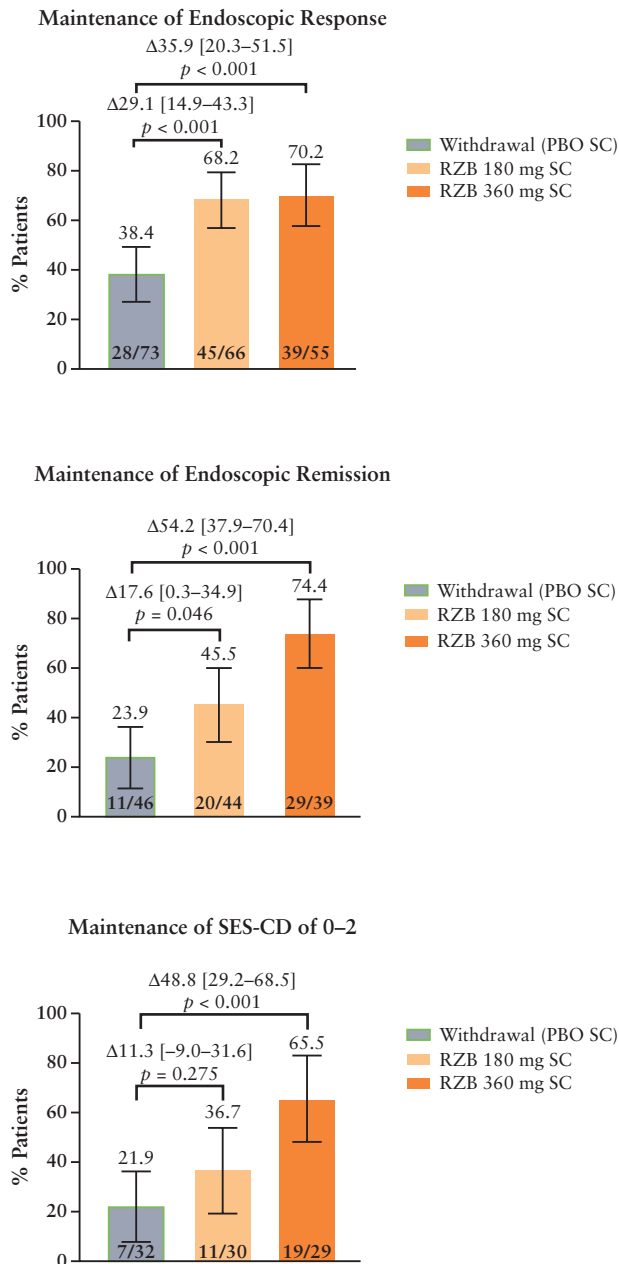 Maintenance of Endoscopic Response
Δ35.9 [20.3–51.5]
p < 0.001
Δ29.1 [14.9–43.3]
p < 0.001
100
80
60
40
20
0
% Patients
38.4
68.2
70.2
28/73
45/66
39/55
Withdrawal (PBO SC)
RZB 180 mg SC
RZB 360 mg SC
Maintenance of Endoscopic Remission
Δ54.2 [37.9–70.4]
p < 0.001
Δ17.6 [0.3–34.9]
p = 0.046
100
80
60
40
20
0
% Patients
23.9
45.5
74.4
11/46
20/44
29/39
Withdrawal (PBO SC)
RZB 180 mg SC
RZB 360 mg SC
Maintenance of SES-CD of 0–2
Δ48.8 [29.2–68.5]
p < 0.001
Δ11.3 [–9.0–31.6]
p = 0.275
100
80
60
40
20
0
% Patients
21.9
36.7
65.5
7/32
11/30
19/29
Withdrawal (PBO SC)
RZB 180 mg SC
RZB 360 mg SC